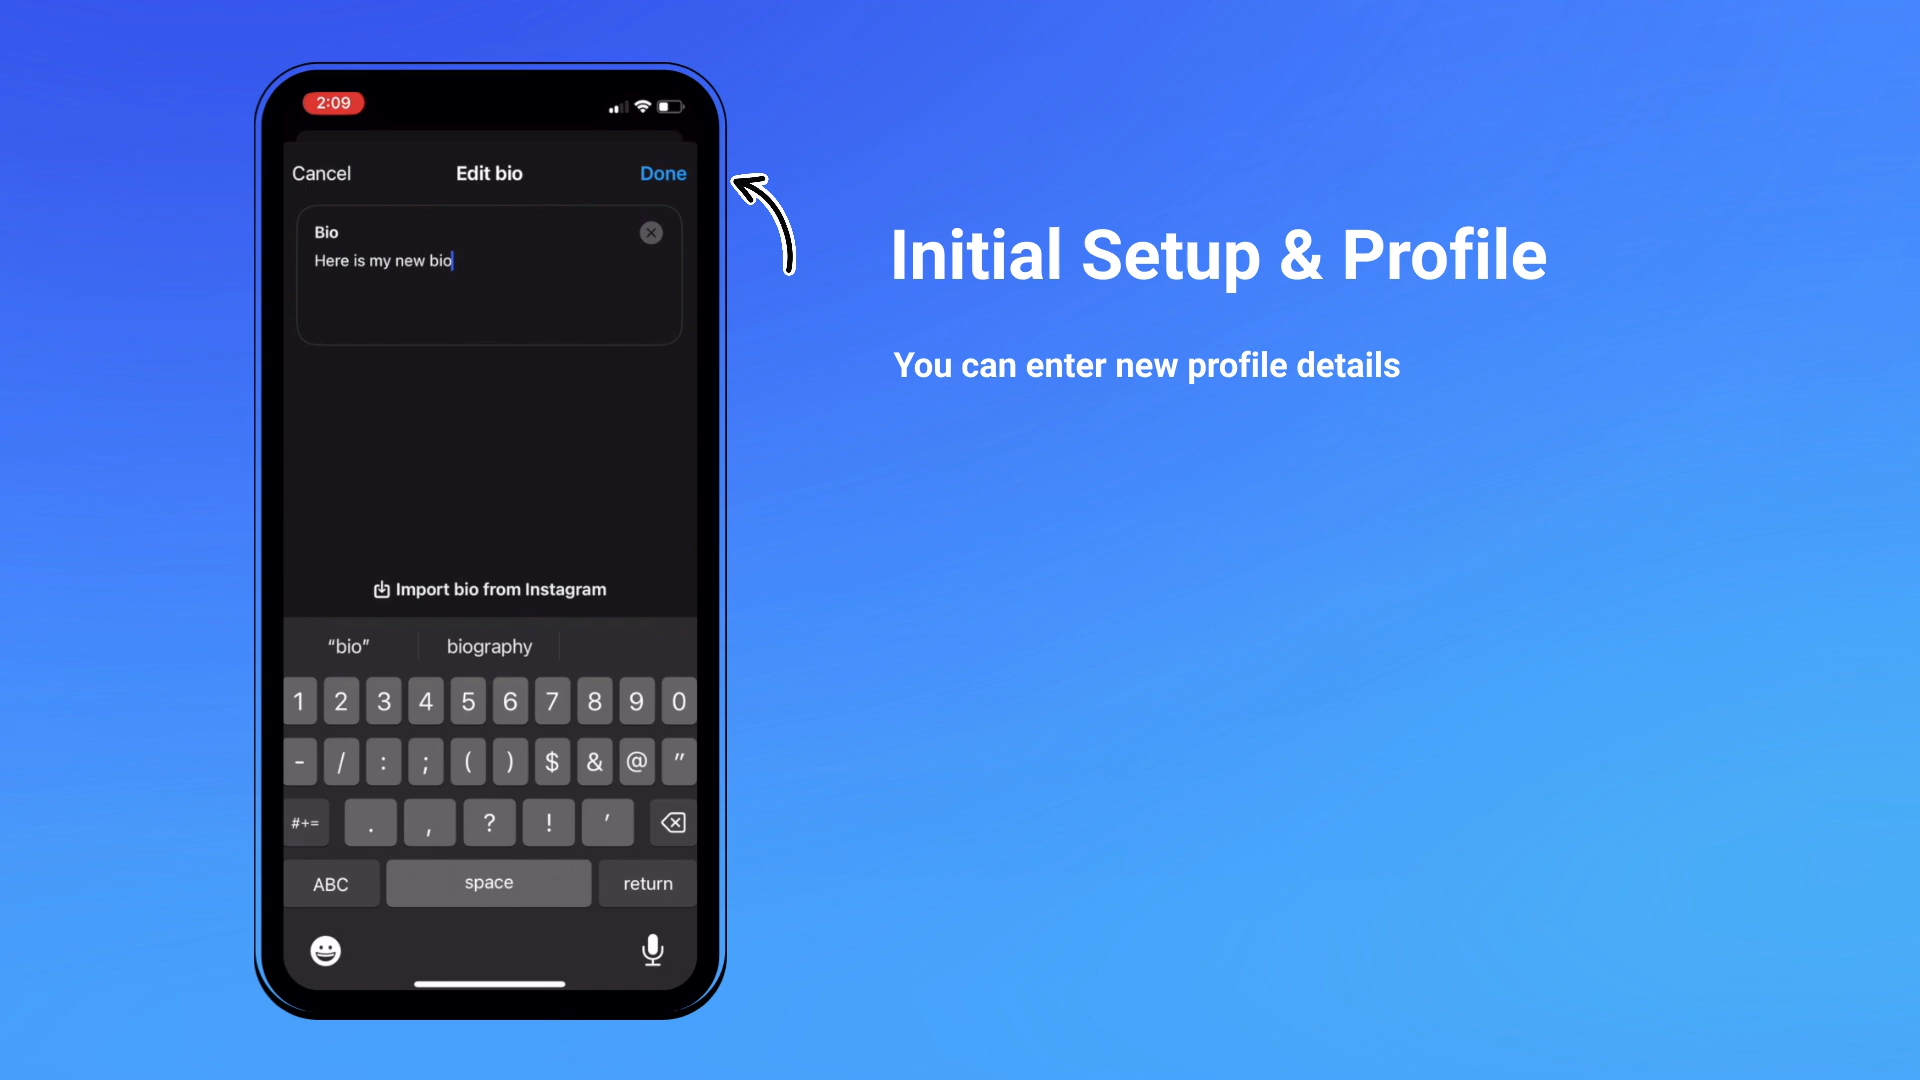 2:09
Cancel Edit bio Done
Bio
Here is my new bio
Import bio from Instagram
“bio” biography
1 2 3 4 5 6 7 8 9 0
- / : ; ( ) $ & @ "
#+= . , ? ! '
ABC space return
Initial Setup & Profile
You can enter new profile details